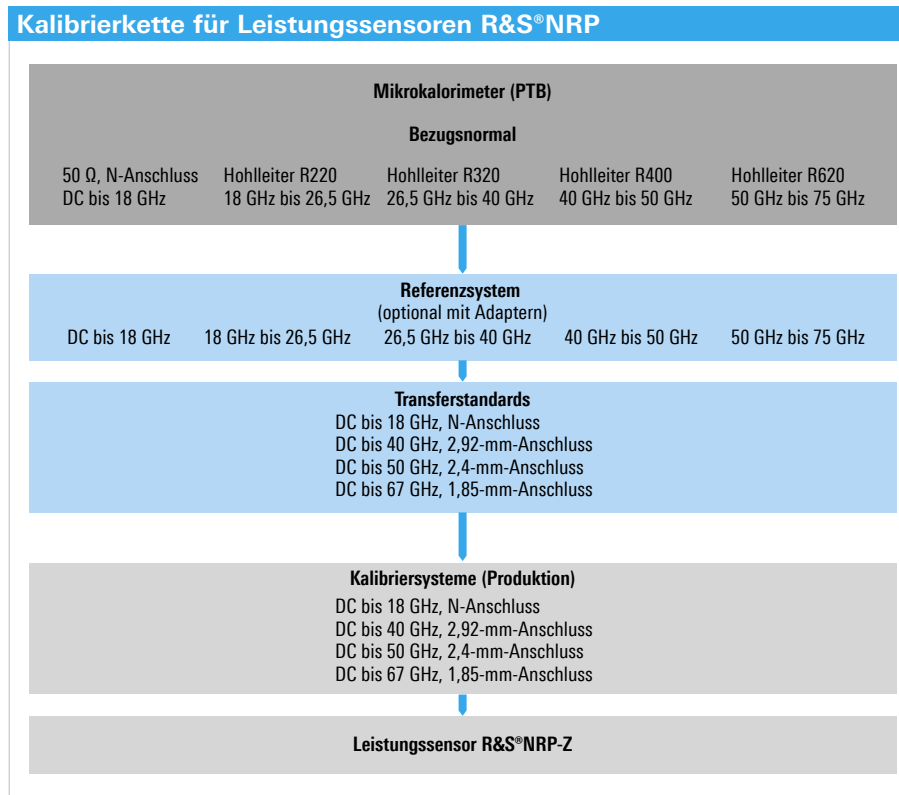 Kalibrierkette für Leistungssensoren R&S®NRP
Mikrokalorimeter (PTB)
Bezugsnormal
50 Ω, N-Anschluss Hohlleiter R220 Hohlleiter R320 Hohlleiter R400 Hohlleiter R620
DC bis 18 GHz 18 GHz bis 26,5 GHz 26,5 GHz bis 40 GHz 40 GHz bis 50 GHz 50 GHz bis 75 GHz
Referenzsystem
(optional mit Adaptern)
DC bis 18 GHz 18 GHz bis 26,5 GHz 26,5 GHz bis 40 GHz 40 GHz bis 50 GHz 50 GHz bis 75 GHz
Transferstandards
DC bis 18 GHz, N-Anschluss
DC bis 40 GHz, 2,92-mm-Anschluss
DC bis 50 GHz, 2,4-mm-Anschluss
DC bis 67 GHz, 1,85-mm-Anschluss
Kalibriersysteme (Produktion)
DC bis 18 GHz, N-Anschluss
DC bis 40 GHz, 2,92-mm-Anschluss
DC bis 50 GHz, 2,4-mm-Anschluss
DC bis 67 GHz, 1,85-mm-Anschluss
Leistungssensor R&S®NRP-Z